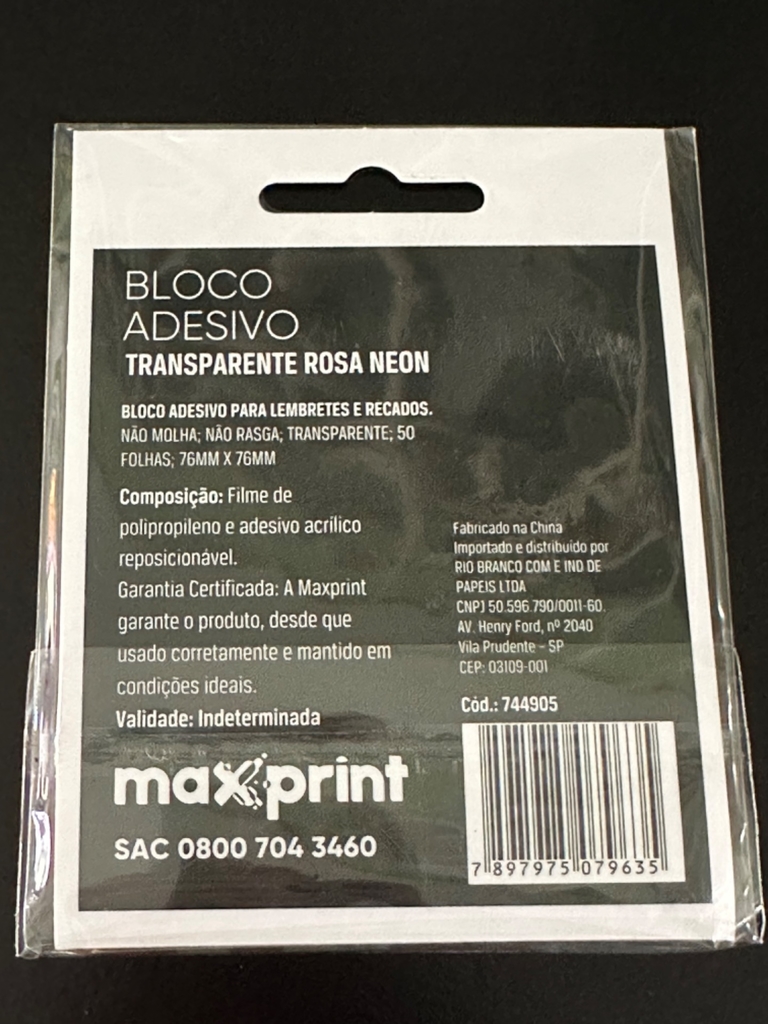 BLOCO
ADESIVO
TRANSPARENTE ROSA NEON
BLOCO ADESIVO PARA LEMBRETES E RECADOS.
NÃO MOLHA; NÃO RASGA; TRANSPARENTE; 50
FOLHAS; 76MM X 76MM
Composição: Filme de
polipropileno e adesivo acrílico
reposicionável.
Garantia Certificada: A Maxprint
garante o produto, desde que
usado corretamente e mantido em
condições ideais.
Validade: Indeterminada
maxprint
SAC 0800 704 3460
Fabricado na China
Importado e distribuido por
RIO BRANCO COM E IND DE
PAPEIS LTDA
CNPJ 50.596.790/0011-60.
AV. Henry Ford, nº 2040
Vila Prudente - SP
CEP: 03109-001
Cód.: 744905
7 897975 079635